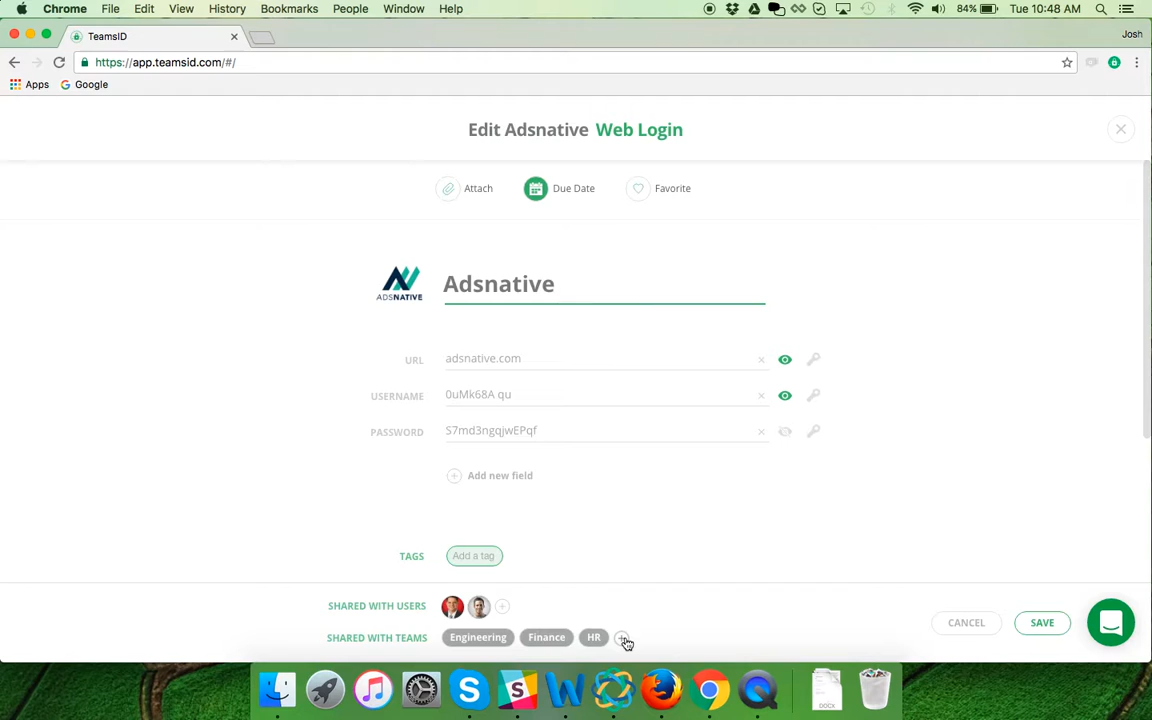 Chrome File Edit View History Bookmarks People Window Help 84% Tue 10:48 AM
TeamsID Josh
https://app.teamsid.com/#/
Apps Google
Edit Adsnative Web Login
Attach Due Date Favorite
ADSNATIVE Adsnative
URL adsnative.com
USERNAME 0uMk68A qu
PASSWORD S7md3ngqjwEPqf
Add new field
TAGS Add a tag
SHARED WITH USERS
CANCEL SAVE
SHARED WITH TEAMS Engineering Finance HR
DOCX